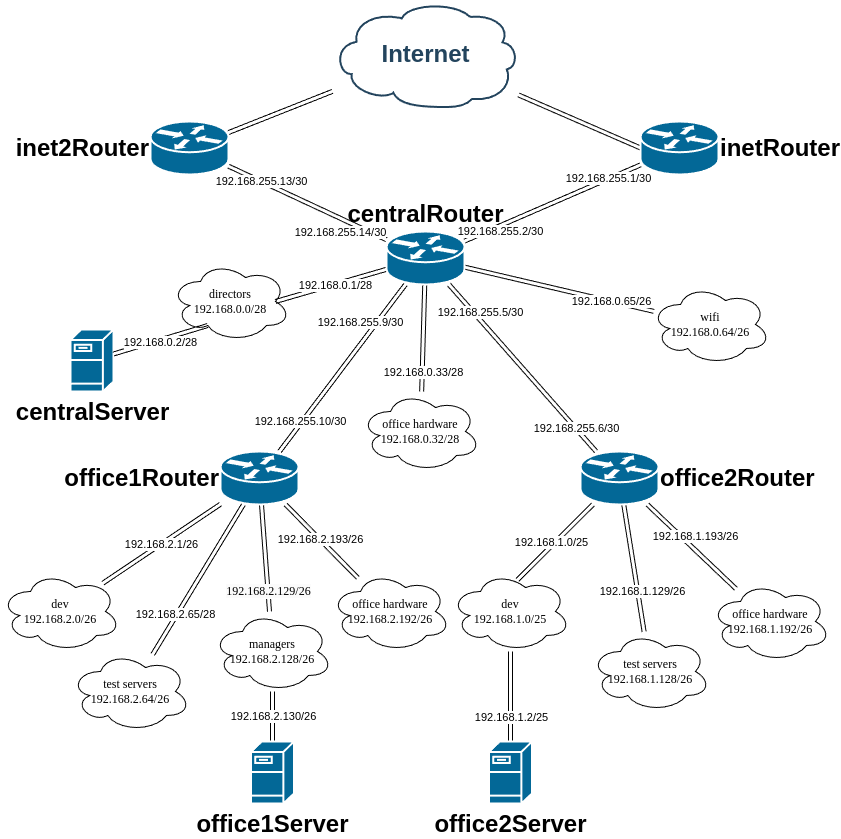 Internet
inet2Router
inetRouter
192.168.255.13/30
192.168.255.1/30
centralRouter
192.168.255.14/30
192.168.255.2/30
directors
192.168.0.0/28
192.168.0.1/28
192.168.0.65/26
wifi
192.168.0.64/26
192.168.255.9/30
192.168.255.5/30
192.168.0.2/28
centralServer
192.168.0.33/28
office hardware
192.168.0.32/28
192.168.255.10/30
192.168.255.6/30
office1Router
office2Router
192.168.2.1/26
192.168.2.193/26
192.168.1.0/25
192.168.1.193/26
192.168.2.65/28
192.168.2.129/26
192.168.1.129/26
dev
192.168.2.0/26
office hardware
192.168.2.192/26
dev
192.168.1.0/25
office hardware
192.168.1.192/26
managers
192.168.2.128/26
test servers
192.168.2.64/26
test servers
192.168.1.128/26
192.168.2.130/26
192.168.1.2/25
office1Server
office2Server